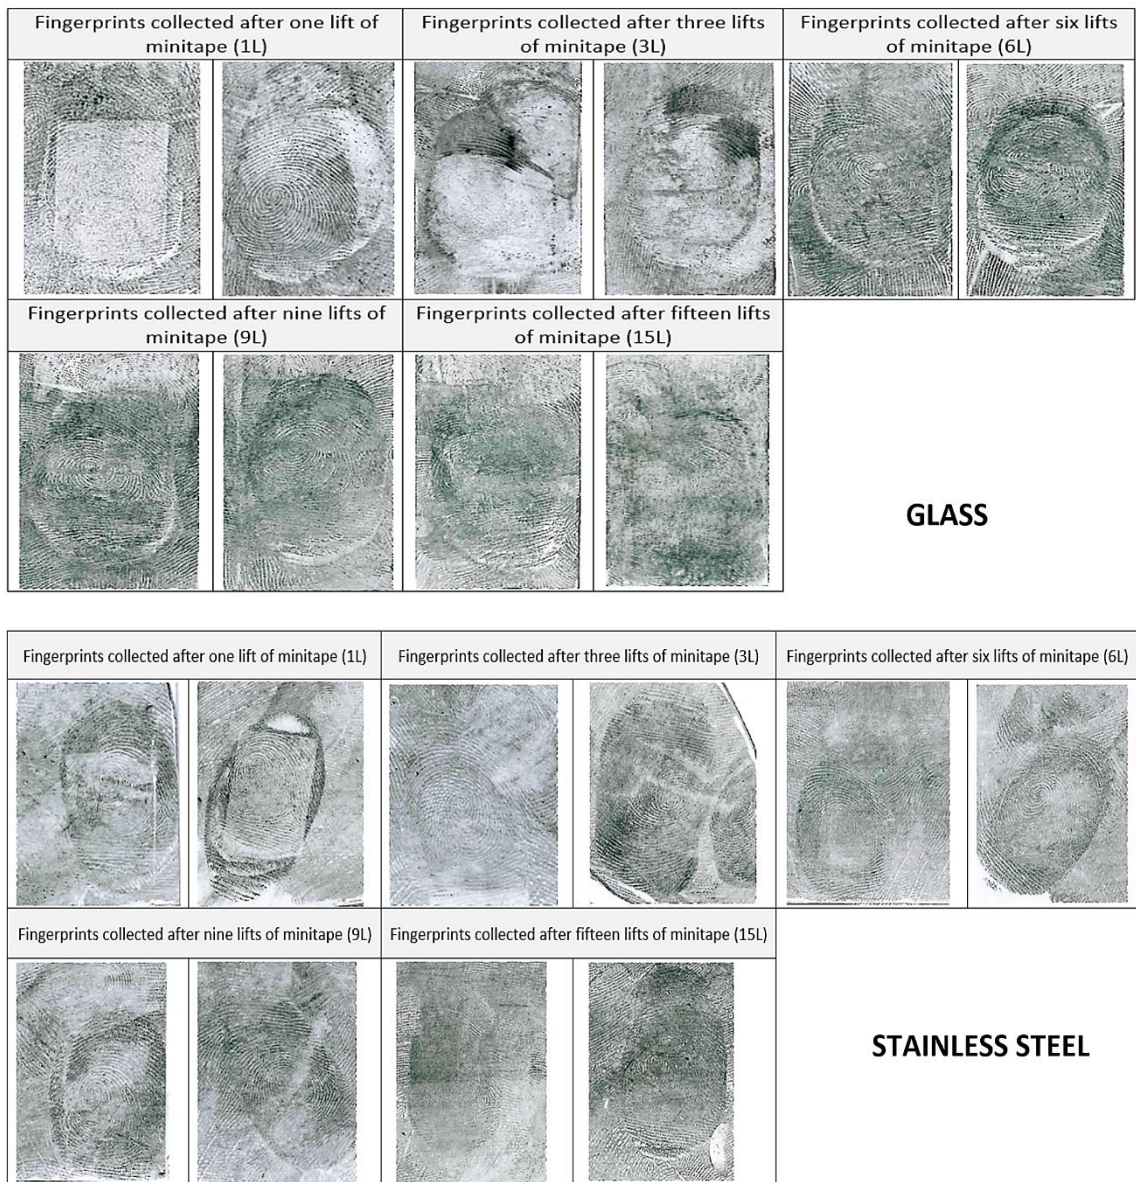 Fingerprints collected after one lift of
minitape (1L)
Fingerprints collected after three lifts
of minitape (3L)
Fingerprints collected after six lifts
of minitape (6L)
Fingerprints collected after nine lifts of
minitape (9L)
Fingerprints collected after fifteen lifts
of minitape (15L)
GLASS
Fingerprints collected after one lift of minitape (1L)
Fingerprints collected after three lifts of minitape (3L)
Fingerprints collected after six lifts of minitape (6L)
Fingerprints collected after nine lifts of minitape (9L)
Fingerprints collected after fifteen lifts of minitape (15L)
STAINLESS STEEL